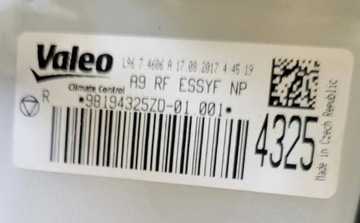 Valeo L96 7 4606 A 17 08 2017 4 45:19
A9 RF ESSYF NP
Climate Control
R *98194325ZD-01.001*
4325
Made in Czech Republic